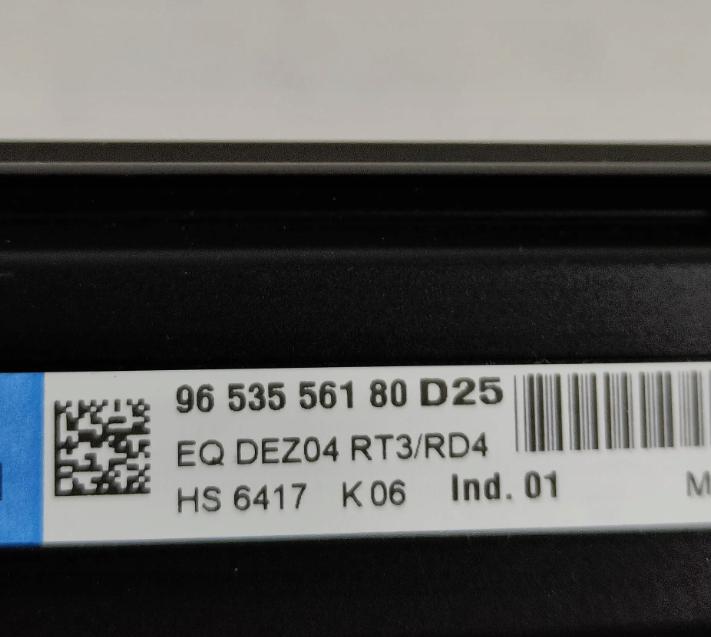 96 535 561 80 D25
EQ DEZ04 RT3/RD4
HS 6417 K 06 Ind. 01
M